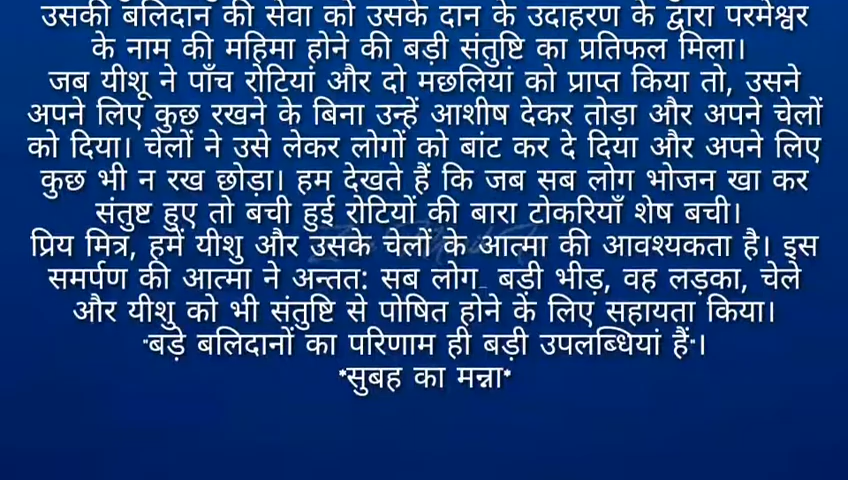 उसकी बलिदान की सेवा को उसके दान के उदाहरण के द्वारा परमेश्वर
के नाम की महिमा होने की बड़ी संतुष्टि का प्रतिफल मिला।
जब यीशू ने पाँच रोटियां और दो मछलियां को प्राप्त किया तो, उसने
अपने लिए कुछ रखने के बिना उन्हें आशीष देकर तोड़ा और अपने चेलों
को दिया। चेलों ने उसे लेकर लोगों को बांट कर दे दिया और अपने लिए
कुछ भी न रख छोड़ा। हम देखते हैं कि जब सब लोग भोजन खा कर
संतुष्ट हुए तो बची हुई रोटियों की बारा टोकरियाँ शेष बची।
प्रिय मित्र, हमें यीशु और उसके चेलों के आत्मा की आवश्यकता है। इस
समर्पण की आत्मा ने अन्तत: सब लोग_ बड़ी भीड़, वह लड़का, चेले
और यीशु को भी संतुष्टि से पोषित होने के लिए सहायता किया।
"बड़े बलिदानों का परिणाम ही बड़ी उपलब्धियां हैं"।
*सुबह का मन्ना*